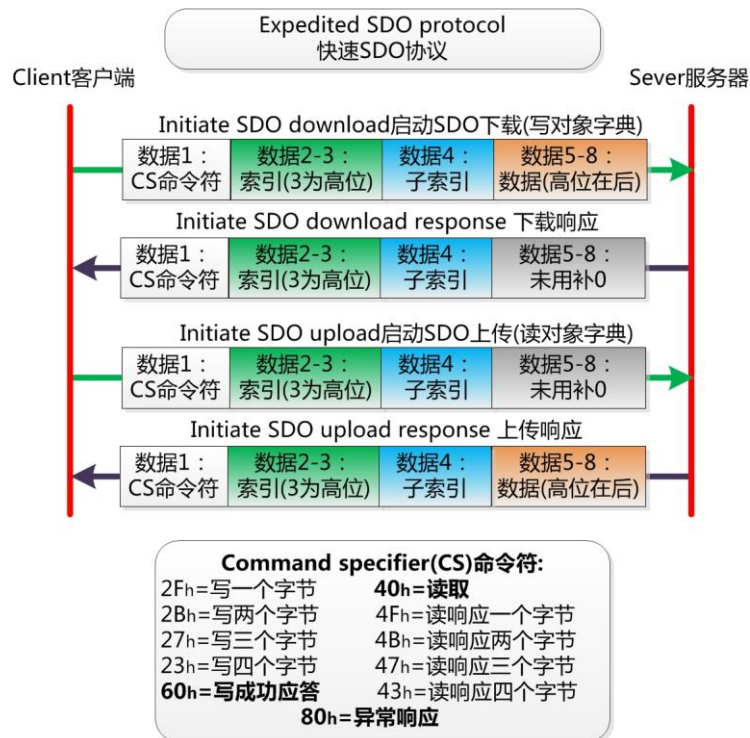 Expedited SDO protocol
快速SDO协议
Client客户端
Sever服务器
Initiate SDO download启动SDO下载(写对象字典)
数据1： 数据2-3： 数据4： 数据5-8：
CS命令符 索引(3为高位) 子索引 数据(高位在后)
Initiate SDO download response 下载响应
数据1： 数据2-3： 数据4： 数据5-8：
CS命令符 索引(3为高位) 子索引 未用补0
Initiate SDO upload启动SDO上传(读对象字典)
数据1： 数据2-3： 数据4： 数据5-8：
CS命令符 索引(3为高位) 子索引 未用补0
Initiate SDO upload response 上传响应
数据1： 数据2-3： 数据4： 数据5-8：
CS命令符 索引(3为高位) 子索引 数据(高位在后)
Command specifier(CS)命令符:
2Fh=写一个字节 40h=读取
2Bh=写两个字节 4Fh=读响应一个字节
27h=写三个字节 4Bh=读响应两个字节
23h=写四个字节 47h=读响应三个字节
60h=写成功应答 43h=读响应四个字节
80h=异常响应